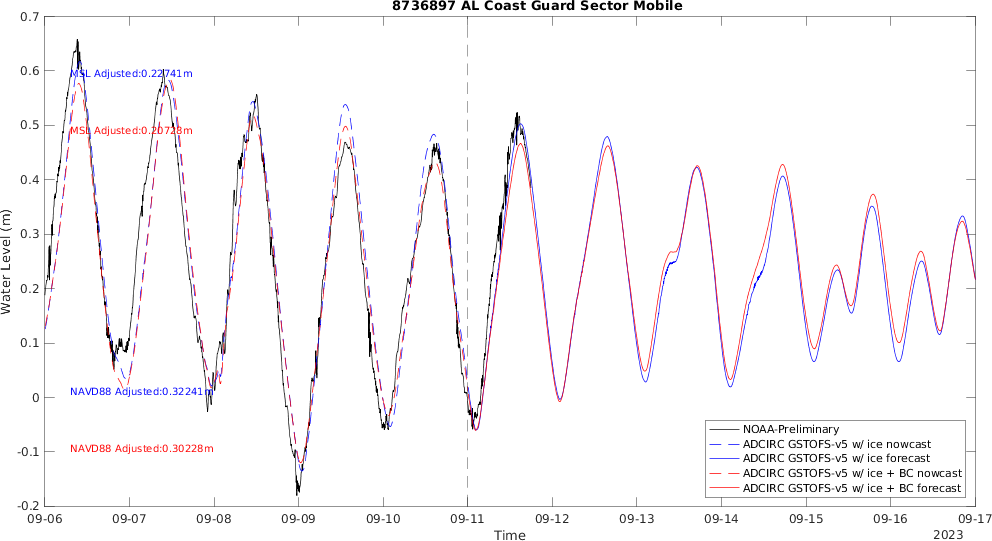 8736897 AL Coast Guard Sector Mobile
0.7
0.6
0.5
0.4
0.3
0.2
0.1
0
-0.1
-0.2
Water Level (m)
MSL Adjusted:0.22741m
MSL Adjusted:0.20728m
NAVD88 Adjusted:0.32241m
NAVD88 Adjusted:0.30228m
NOAA-Preliminary
ADCIRC GSTOFS-v5 w/ ice nowcast
ADCIRC GSTOFS-v5 w/ ice forecast
ADCIRC GSTOFS-v5 w/ ice + BC nowcast
ADCIRC GSTOFS-v5 w/ ice + BC forecast
09-06 09-07 09-08 09-09 09-10 09-11 09-12 09-13 09-14 09-15 09-16 09-17
Time
2023